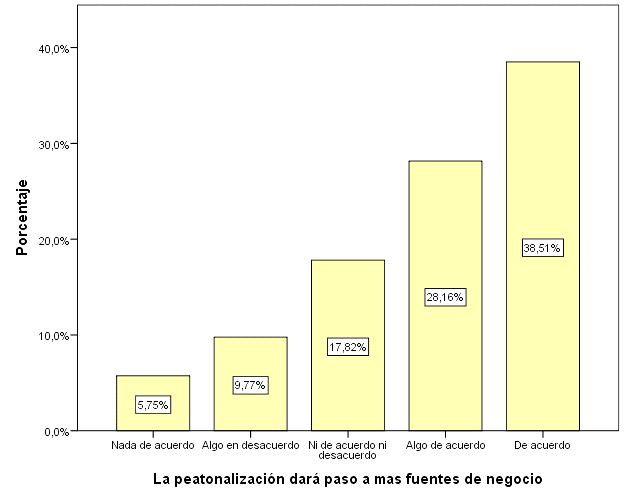 Porcentaje
40,0%
30,0%
20,0%
10,0%
0,0%
5,75%
9,77%
17,82%
28,16%
38,51%
Nada de acuerdo
Algo en desacuerdo
Ni de acuerdo ni
desacuerdo
Algo de acuerdo
De acuerdo
La peatonalización dará paso a mas fuentes de negocio